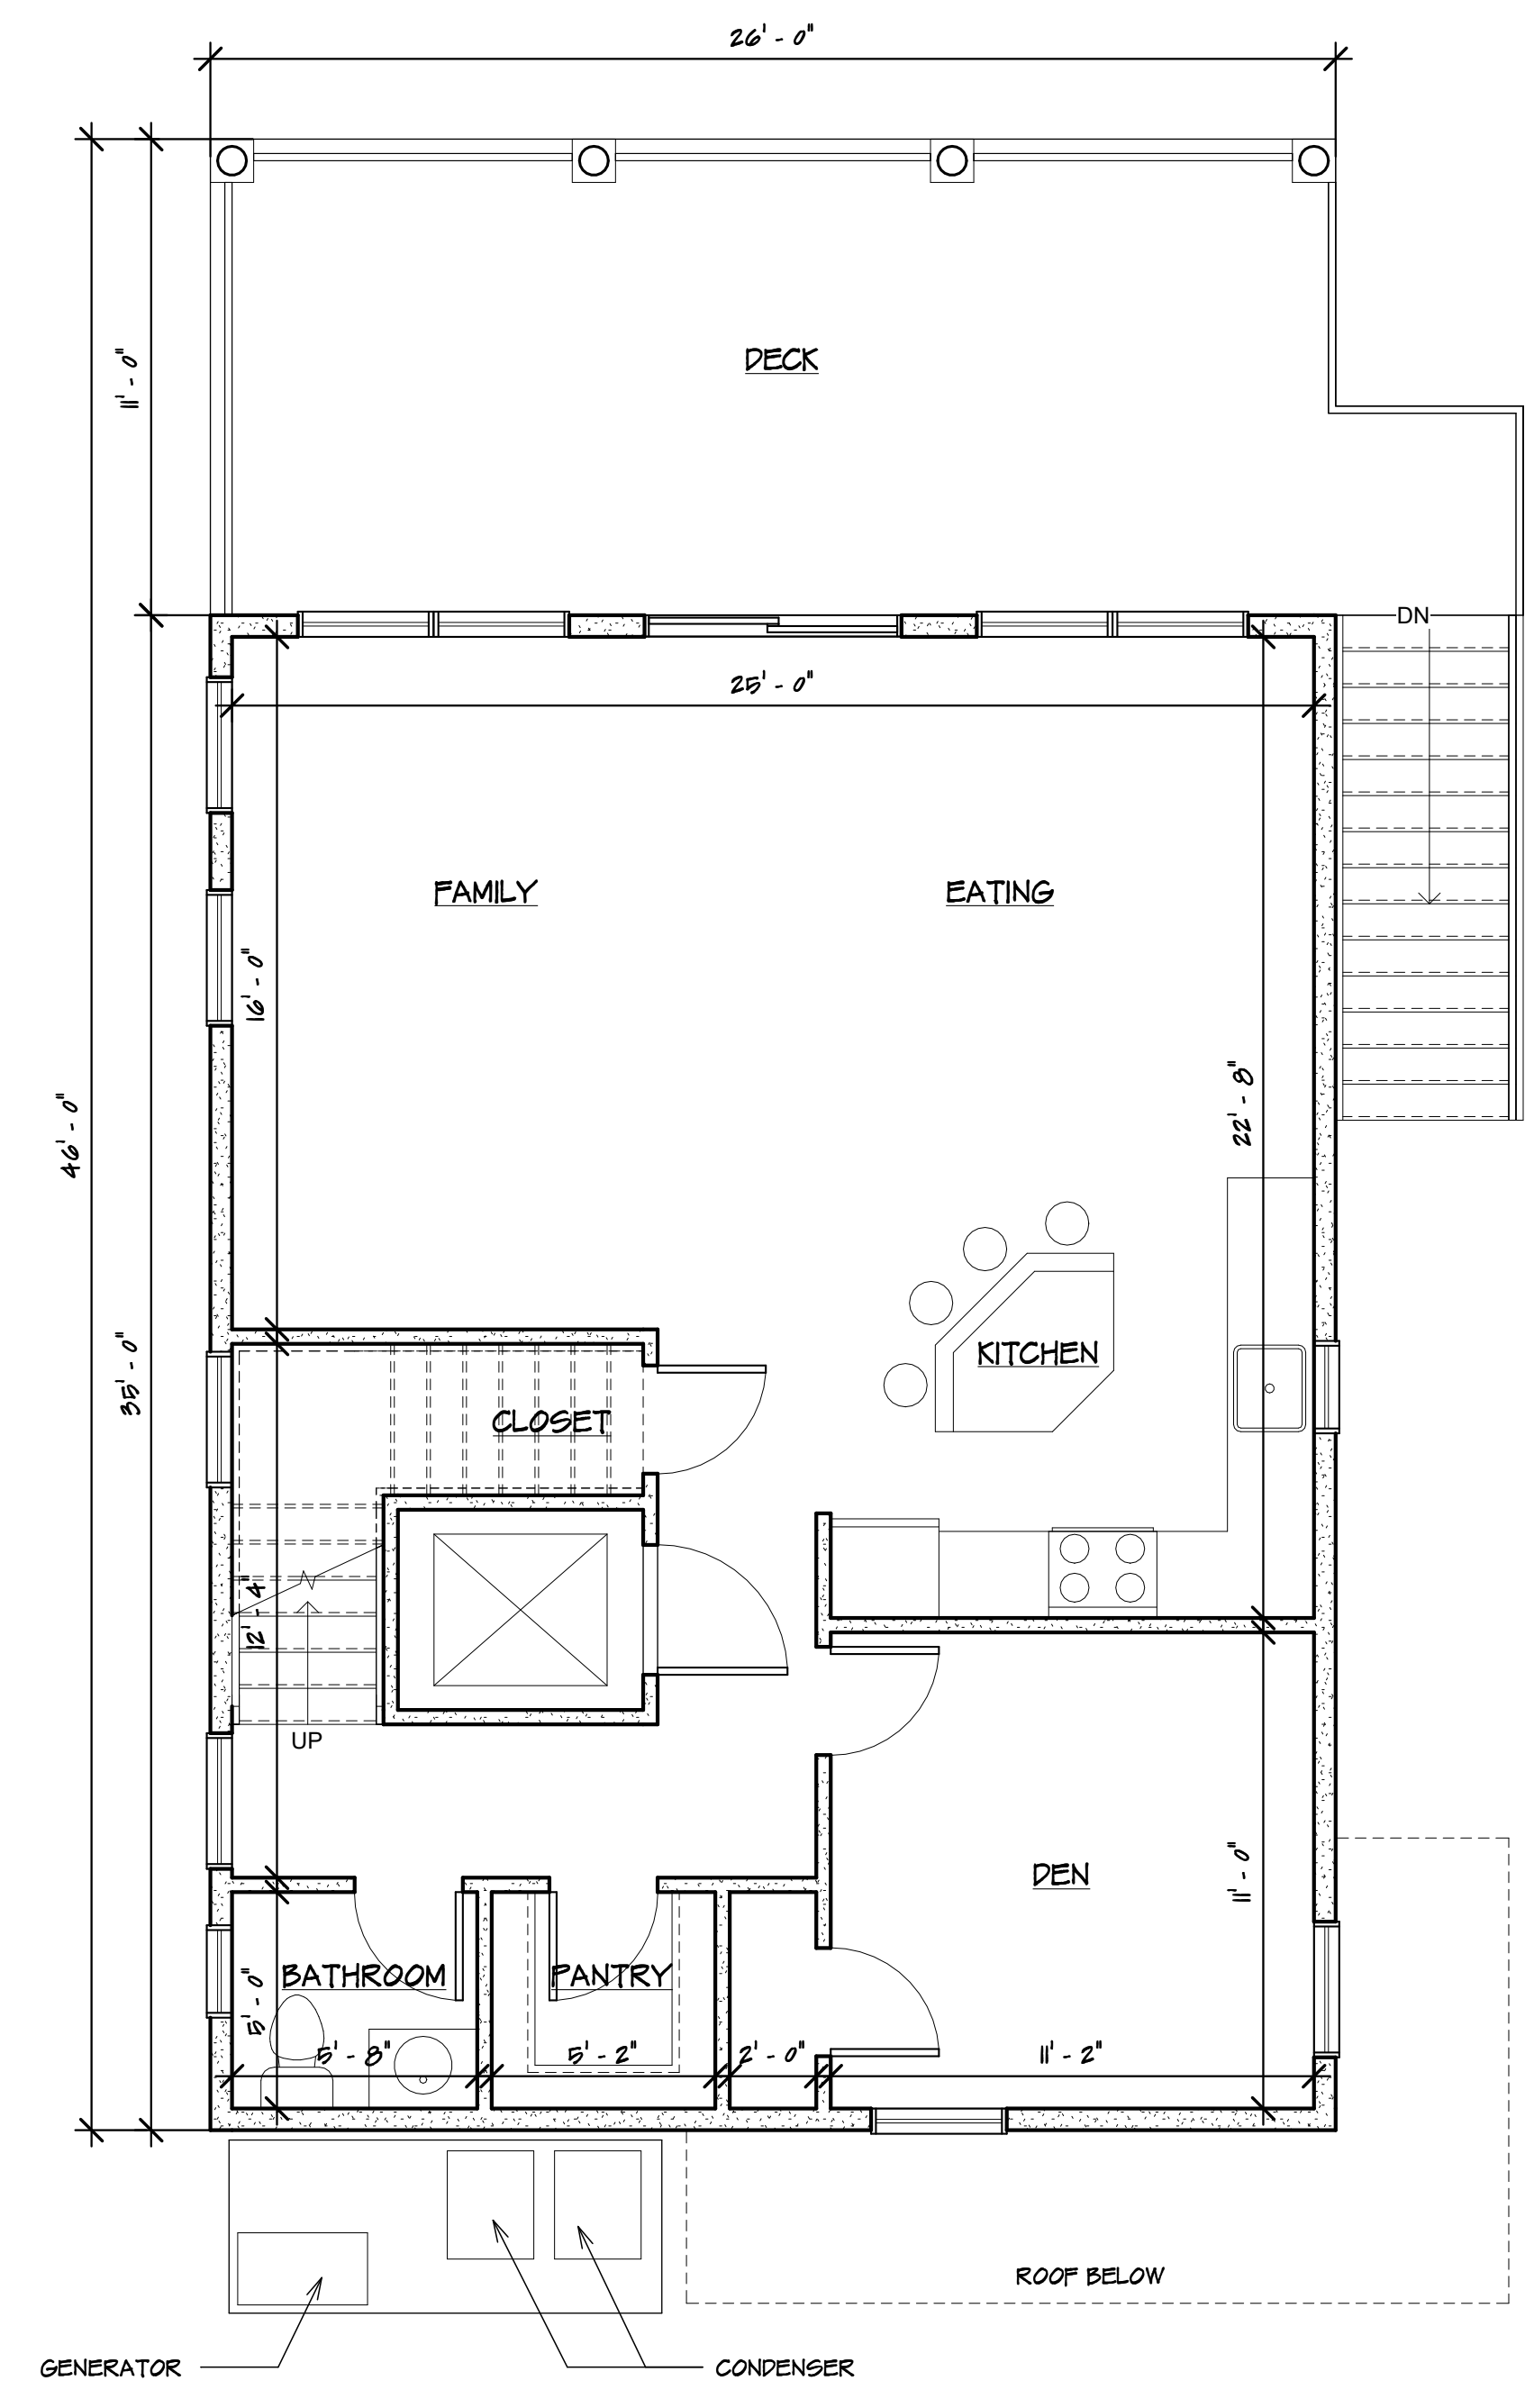 26' - 0"
DECK
11' - 0"
DN
25' - 0"
FAMILY
EATING
16' - 0"
22' - 8"
46' - 0"
35' - 0"
KITCHEN
CLOSET
12' - 4"
UP
DEN
11' - 0"
BATHROOM
PANTRY
5' - 0"
5' - 8"
5' - 2"
2' - 0"
11' - 2"
ROOF BELOW
GENERATOR
CONDENSER